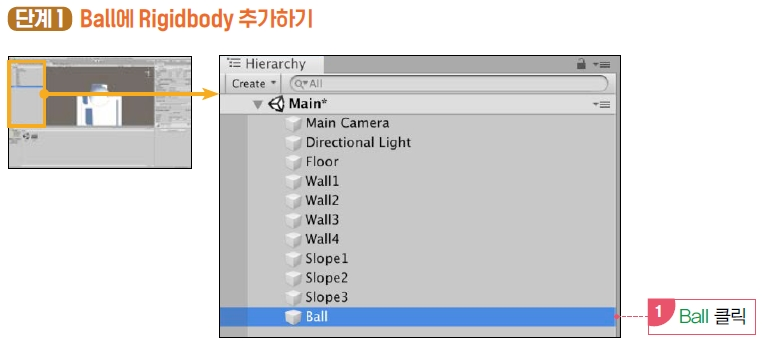 단계 1 Ball에 Rigidbody 추가하기
Hierarchy
Create All
Main*
Main Camera
Directional Light
Floor
Wall1
Wall2
Wall3
Wall4
Slope1
Slope2
Slope3
Ball
1 Ball 클릭